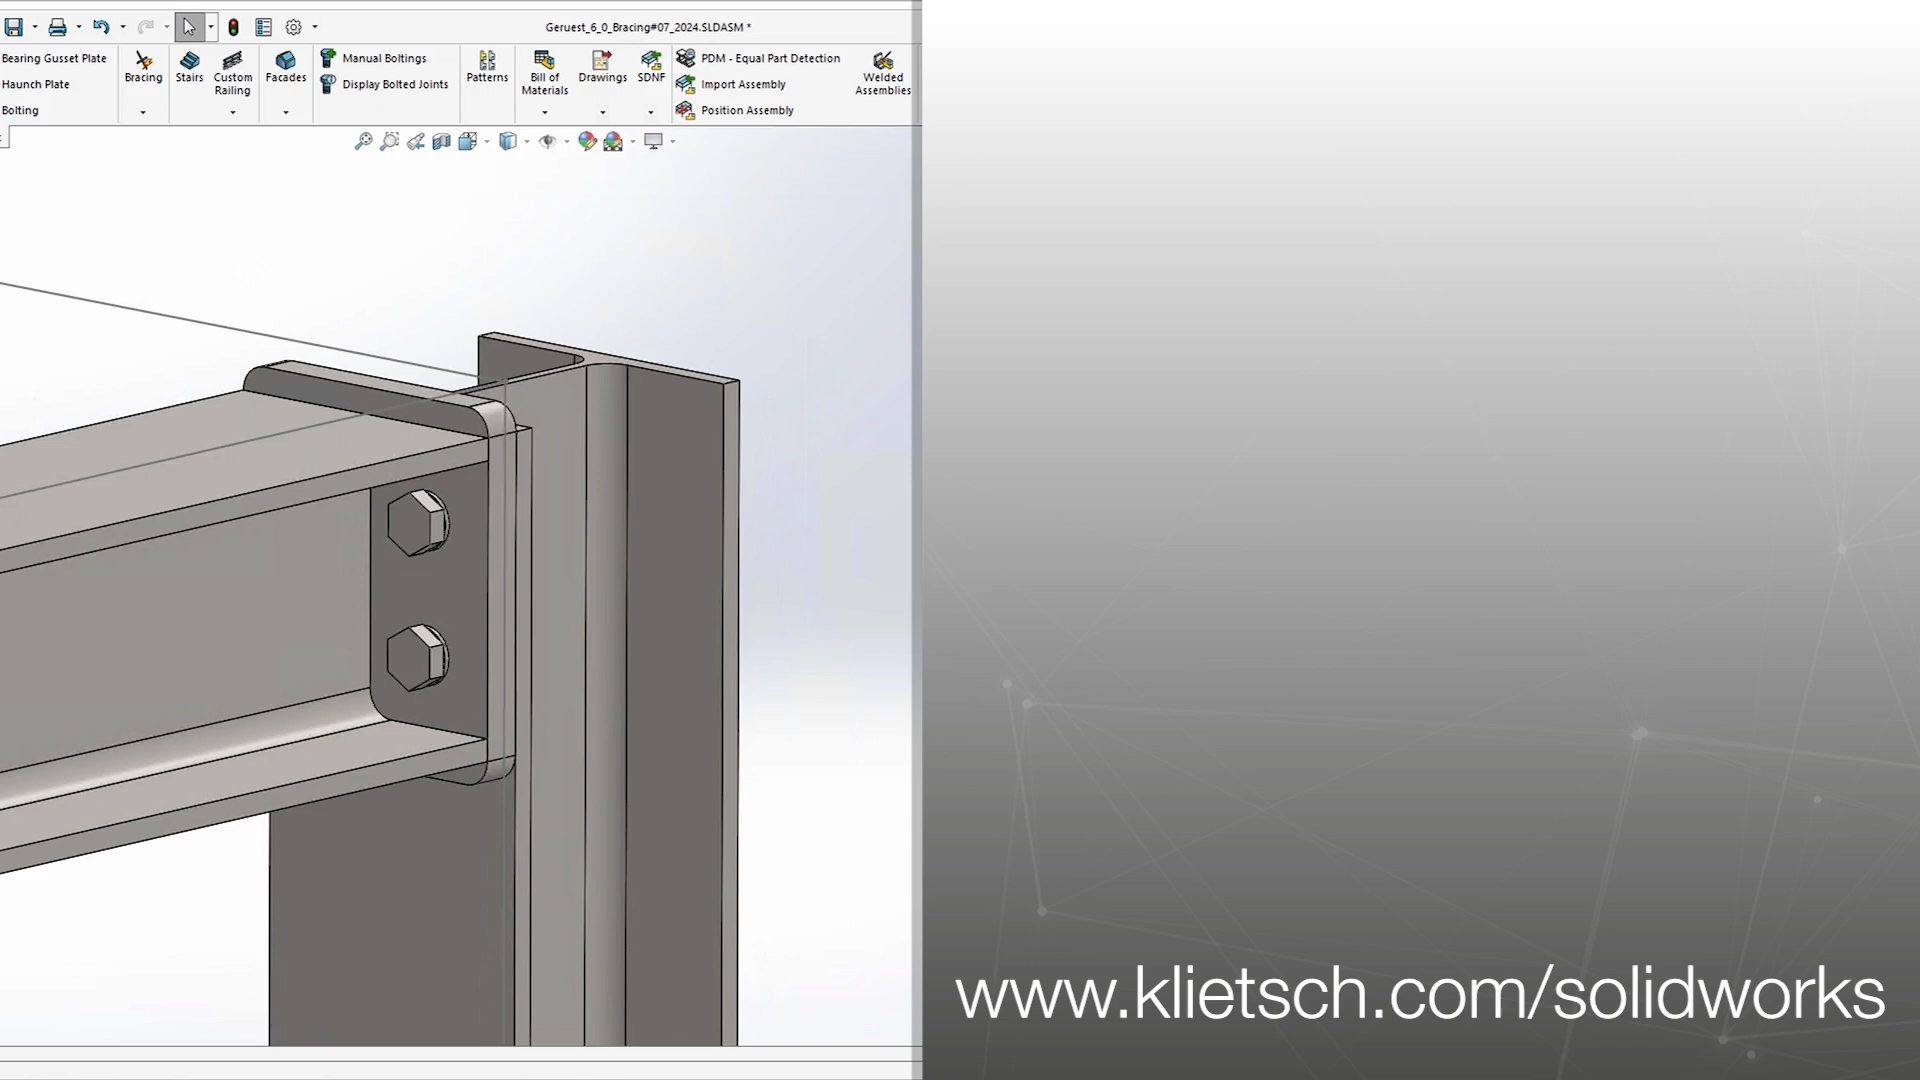 Geruest_6_0_Bracing#07_2024.SLDASM *
Bearing Gusset Plate
Haunch Plate
Bolting
Bracing
Stairs
Custom
Railing
Facades
Manual Boltings
Display Bolted Joints
Patterns
Bill of
Materials
Drawings
SDNF
PDM - Equal Part Detection
Import Assembly
Position Assembly
Welded
Assemblies
www.klietsch.com/solidworks